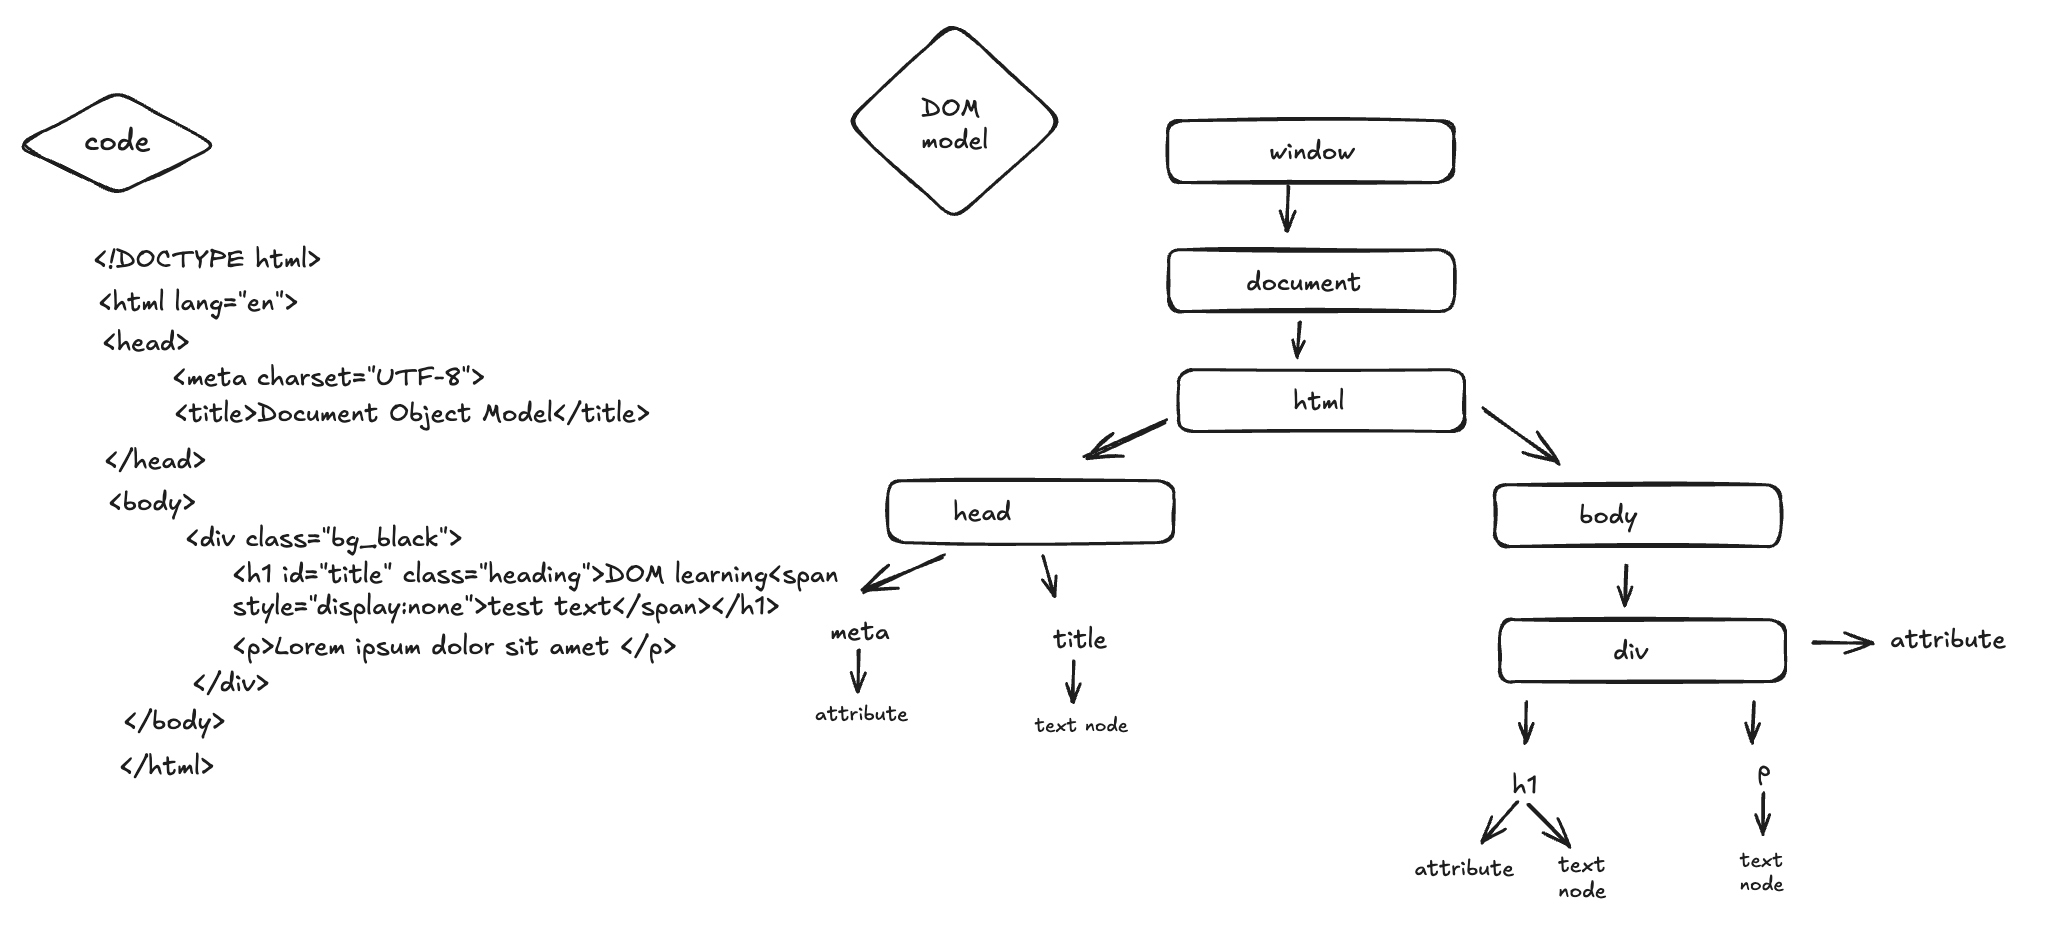 code
<!DOCTYPE html>
<html lang="en">
<head>
<meta charset="UTF-8">
<title>Document Object Model</title>
</head>
<body>
<div class="bg_black">
<h1 id="title" class="heading">DOM learning<span
style="display:none">test text</span></h1>
<p>Lorem ipsum dolor sit amet </p>
</div>
</body>
</html>
DOM
model
window
document
html
head
body
meta
title
attribute
text node
div
attribute
h1
p
attribute
text
node
text
node